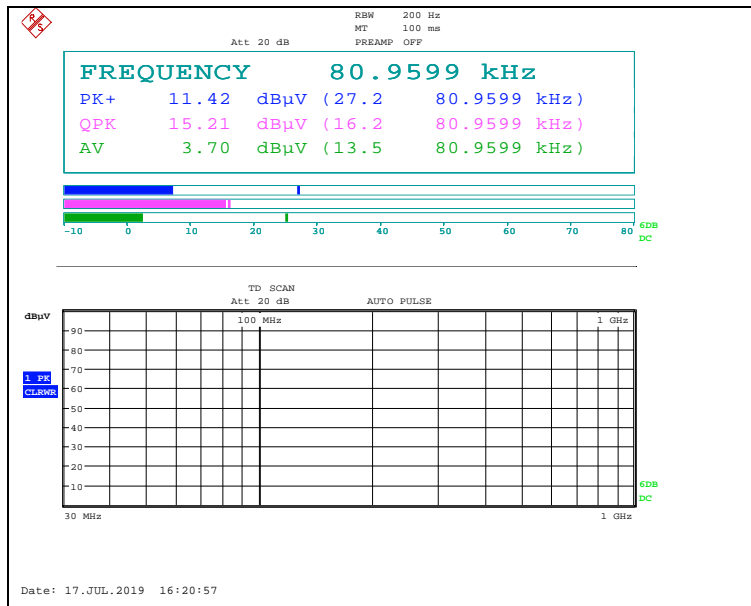 R
S
RBW 200 Hz
MT 100 ms
Att 20 dB PREAMP OFF
FREQUENCY 80.9599 kHz
PK+ 11.42 dBµV (27.2 80.9599 kHz)
QPK 15.21 dBµV (16.2 80.9599 kHz)
AV 3.70 dBµV (13.5 80.9599 kHz)
6DB
-10 0 10 20 30 40 50 60 70 80
DC
TD SCAN
Att 20 dB AUTO PULSE
dBµV
100 MHz 1 GHz
90
80
70
1 PK
60
CLRWR
50
40
30
20
10
6DB
DC
30 MHz 1 GHz
Date: 17.JUL.2019 16:20:57